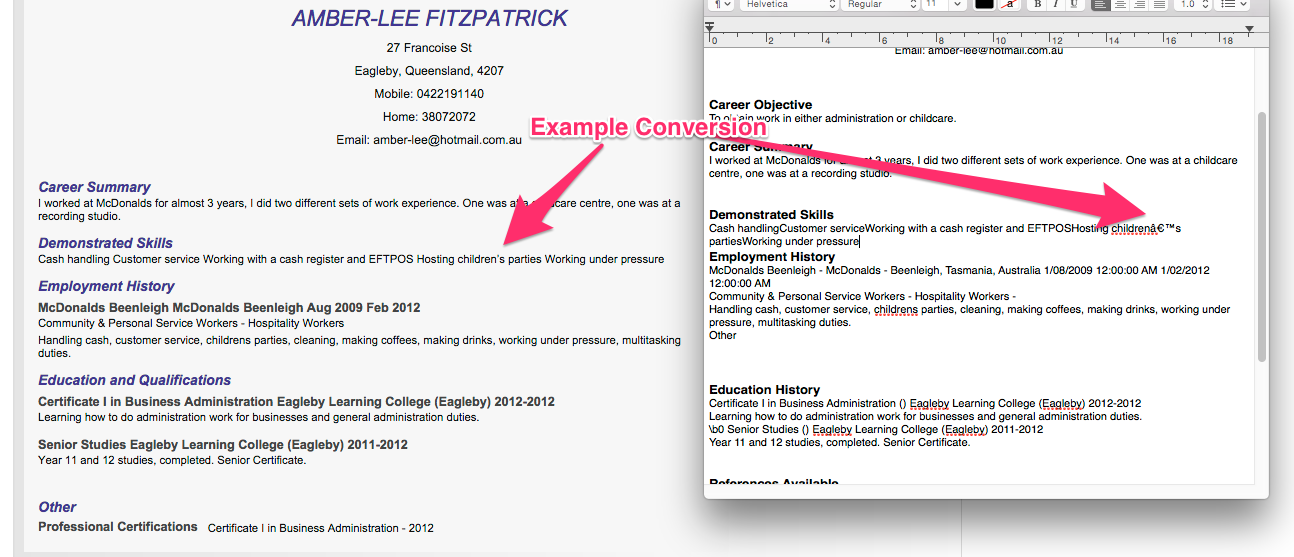 AMBER-LEE FITZPATRICK
27 Francoise St
Eagleby, Queensland, 4207
Mobile: 0422191140
Home: 38072072
Email: amber-lee@hotmail.com.au
Career Summary
I worked at McDonalds for almost 3 years, I did two different sets of work experience. One was at a childcare centre, one was at a
recording studio.
Demonstrated Skills
Cash handling Customer service Working with a cash register and EFTPOS Hosting children's parties Working under pressure
Employment History
McDonalds Beenleigh McDonalds Beenleigh Aug 2009 Feb 2012
Community & Personal Service Workers - Hospitality Workers
Handling cash, customer service, childrens parties, cleaning, making coffees, making drinks, working under pressure, multitasking
duties.
Education and Qualifications
Certificate I in Business Administration Eagleby Learning College (Eagleby) 2012-2012
Learning how to do administration work for businesses and general administration duties.
Senior Studies Eagleby Learning College (Eagleby) 2011-2012
Year 11 and 12 studies, completed. Senior Certificate.
Other
Professional Certifications Certificate I in Business Administration - 2012
Example Conversion
¶ Helvetica Regular 11 a B I U 1.0
0 2 4 6 8 10 12 14 16 18
Email: amber-lee@hotmail.com.au
Career Objective
To obtain work in either administration or childcare.
Career Summary
I worked at McDonalds for almost 3 years, I did two different sets of work experience. One was at a childcare
centre, one was at a recording studio.
Demonstrated Skills
Cash handlingCustomer serviceWorking with a cash register and EFTPOSHosting childrenâ€™s
partiesWorking under pressure
Employment History
McDonalds Beenleigh - McDonalds - Beenleigh, Tasmania, Australia 1/08/2009 12:00:00 AM 1/02/2012
12:00:00 AM
Community & Personal Service Workers - Hospitality Workers -
Handling cash, customer service, childrens parties, cleaning, making coffees, making drinks, working under
pressure, multitasking duties.
Other
Education History
Certificate I in Business Administration () Eagleby Learning College (Eagleby) 2012-2012
Learning how to do administration work for businesses and general administration duties.
\b0 Senior Studies () Eagleby Learning College (Eagleby) 2011-2012
Year 11 and 12 studies, completed. Senior Certificate.
References Available